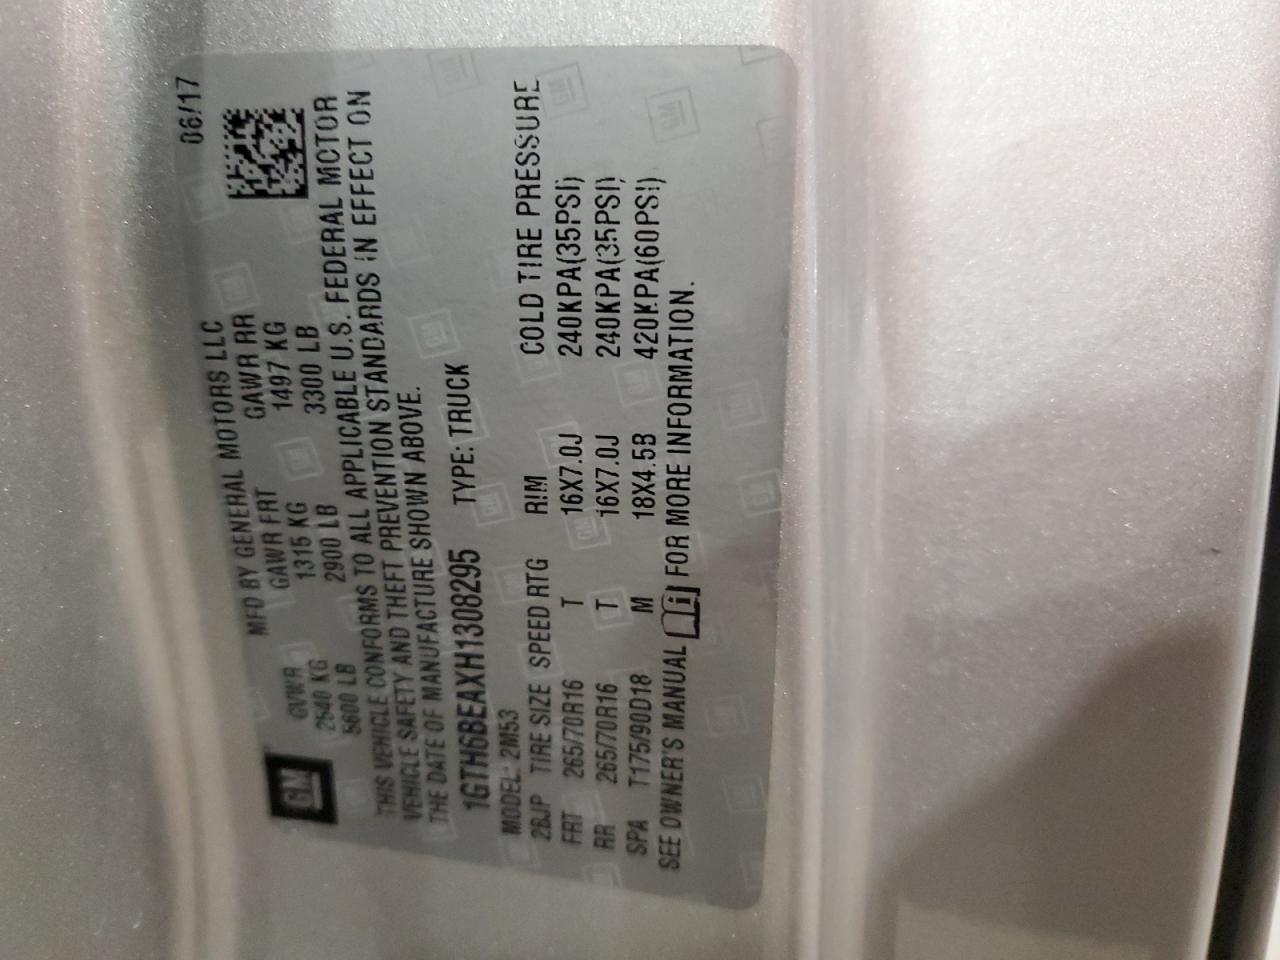 06/17
GM
MFD BY GENERAL MOTORS LLC
GVWR GAWR FRT GAWR RR
2540 KG 1315 KG 1497 KG
5600 LB 2900 LB 3300 LB
THIS VEHICLE CONFORMS TO ALL APPLICABLE U.S. FEDERAL MOTOR
VEHICLE SAFETY AND THEFT PREVENTION STANDARDS IN EFFECT ON
THE DATE OF MANUFACTURE SHOWN ABOVE.
1GTH6BEAXH1308295 TYPE: TRUCK
MODEL: 2M53
2BJP TIRE SIZE SPEED RTG RIM COLD TIRE PRESSURE
FRT 265/70R16 T 16X7.0J 240KPA(35PSI)
RR 265/70R16 T 16X7.0J 240KPA(35PSI)
SPA T175/90D18 M 18X4.5B 420KPA(60PSI)
SEE OWNER'S MANUAL i FOR MORE INFORMATION.